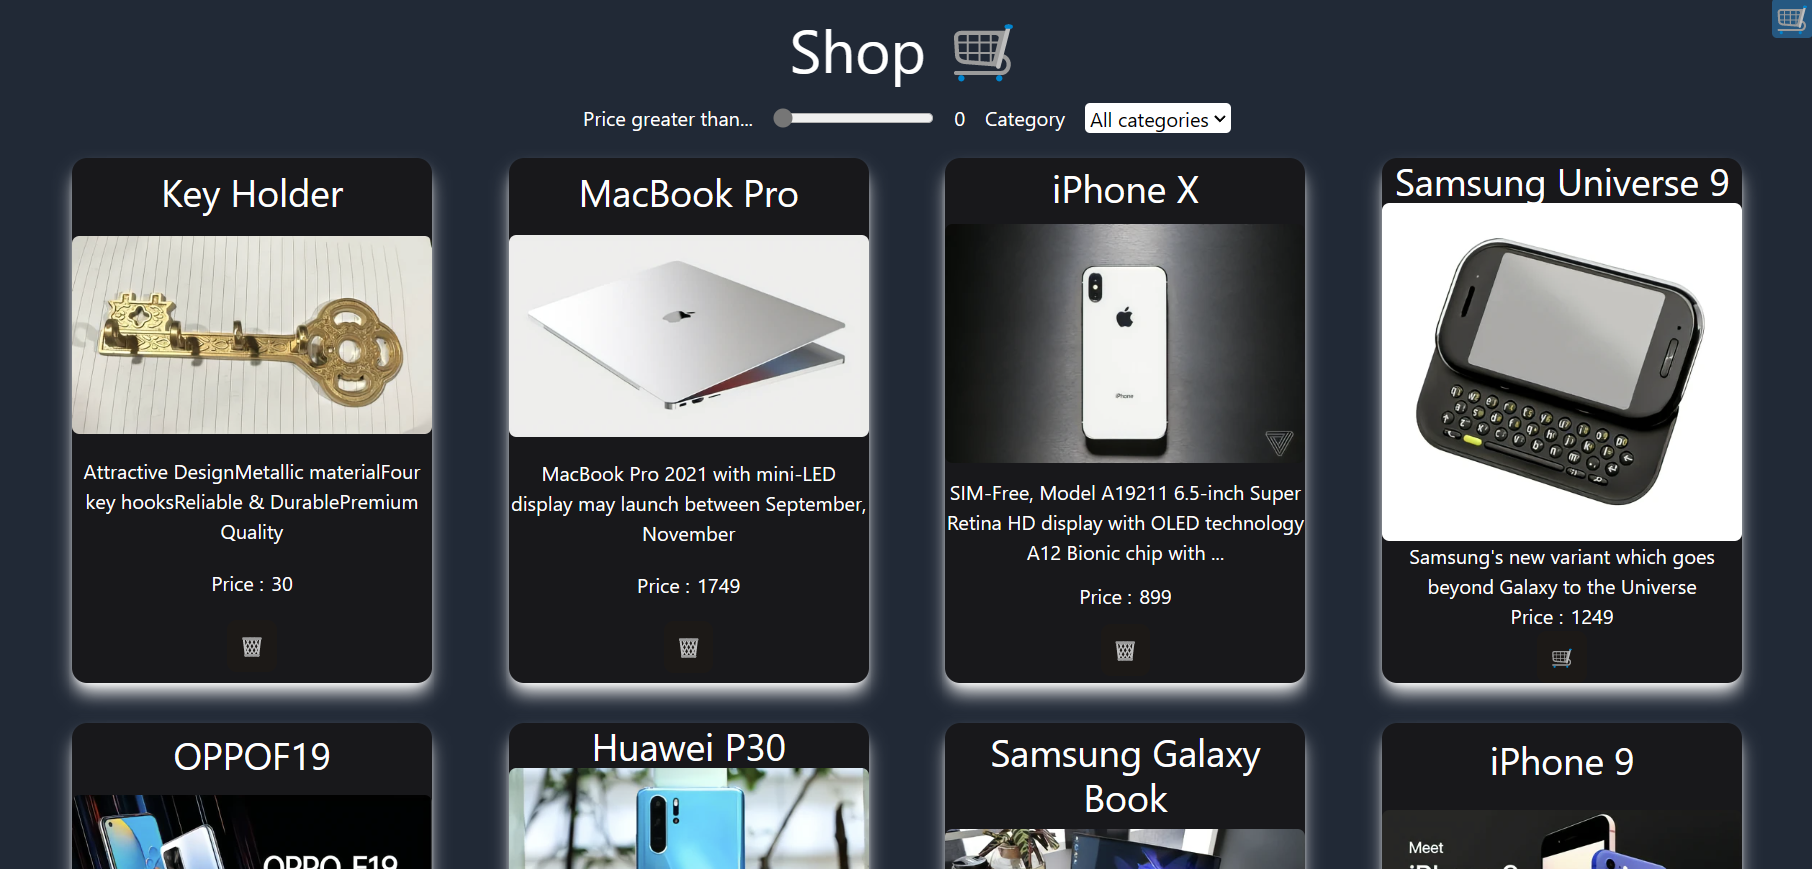 Shop
Price greater than... 0 Category All categories
Key Holder
Attractive DesignMetallic materialFour
key hooksReliable & DurablePremium
Quality
Price : 30
MacBook Pro
MacBook Pro 2021 with mini-LED
display may launch between September,
November
Price : 1749
iPhone X
iPhone
SIM-Free, Model A19211 6.5-inch Super
Retina HD display with OLED technology
A12 Bionic chip with ...
Price : 899
Samsung Universe 9
Samsung's new variant which goes
beyond Galaxy to the Universe
Price : 1249
OPPOF19
OPPO F19
Huawei P30
Samsung Galaxy
Book
iPhone 9
Meet